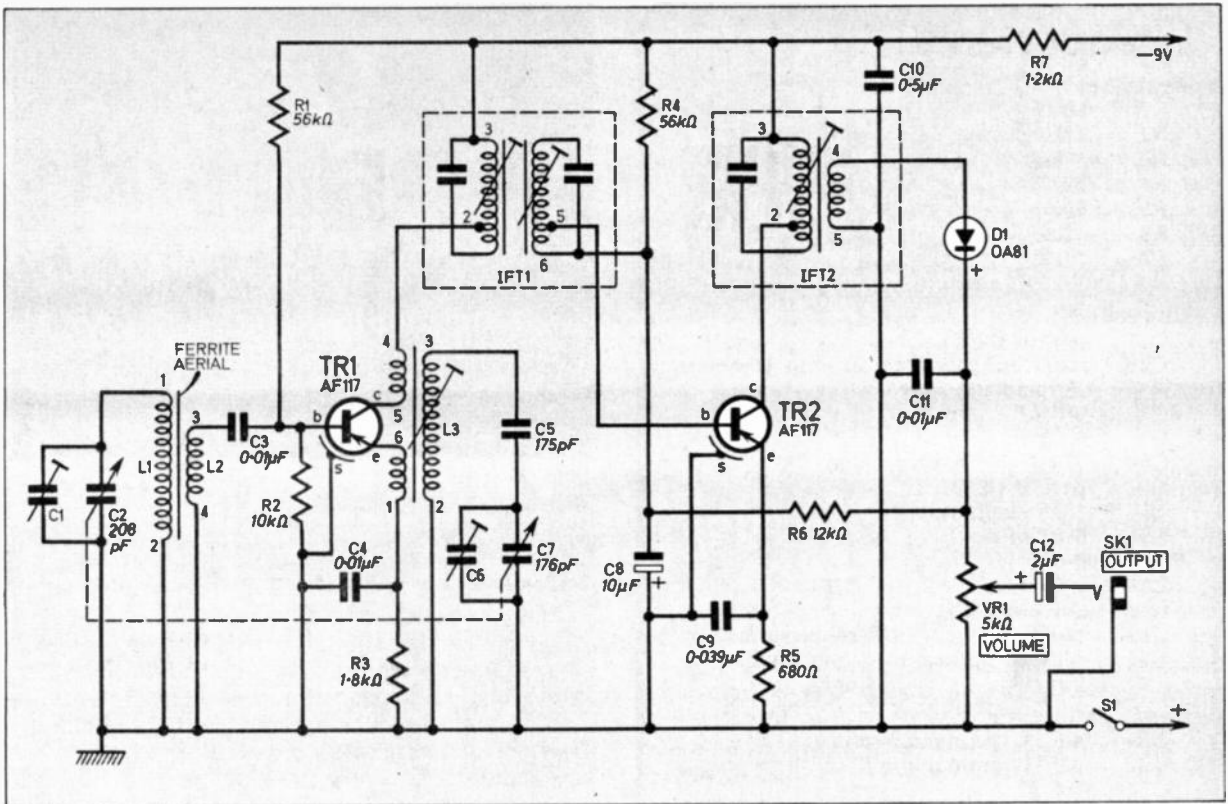 R7
1·2kΩ
—9V
C10
0·5µF
R1
56kΩ
R4
56kΩ
3
2
5
6
IFT1
3
4
2
5
IFT2
D1
OA81
+
FERRITE
AERIAL
1
3
L1
L2
2
4
C1
C2
208
pF
C3
0·01µF
TR1
AF117
b
c
e
s
4
3
5
6
L3
1
2
R2
10kΩ
C4
0·01µF
R3
1·8kΩ
C5
175pF
C6
C7
176pF
TR2
AF117
b
c
e
s
C11
0·01µF
R6 12kΩ
C8
10µF
+
C9
0·039µF
R5
680Ω
VR1
5kΩ
VOLUME
+
C12
2µF
SK1
OUTPUT
S1
+